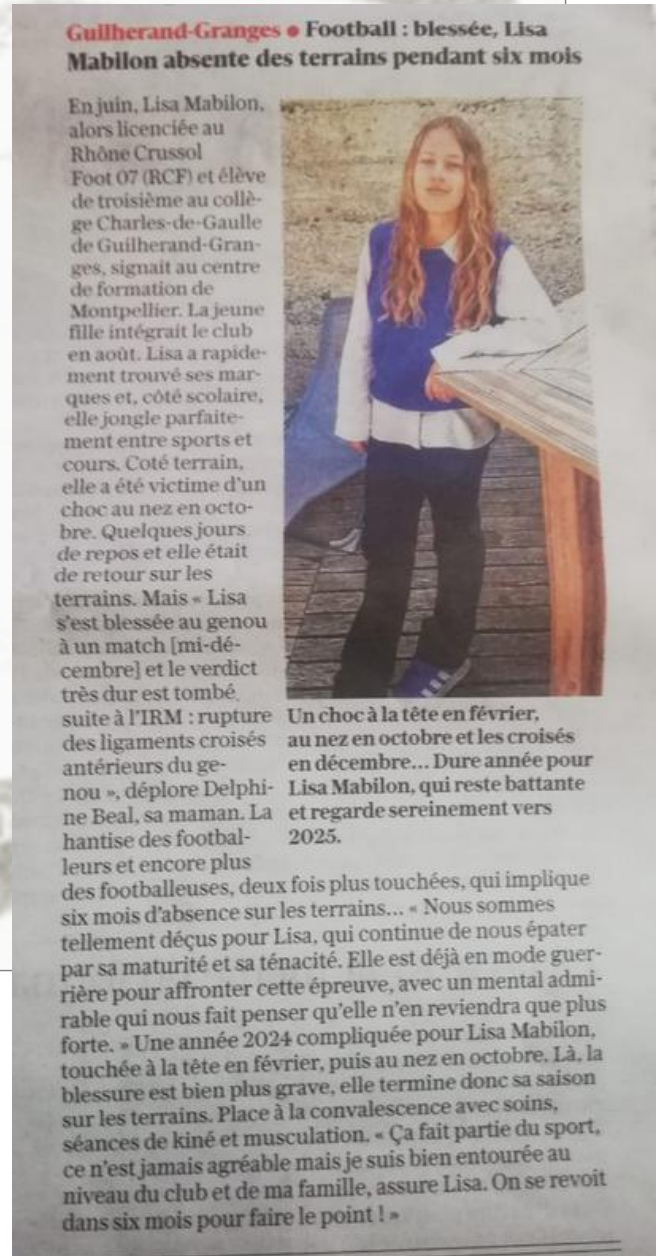 Guilherand-Granges ● Football : blessée, Lisa
Mabilon absente des terrains pendant six mois
En juin, Lisa Mabilon,
alors licenciée au
Rhône Crussol
Foot 07 (RCF) et élève
de troisième au collè-
ge Charles-de-Gaulle
de Guilherand-Gran-
ges, signait au centre
de formation de
Montpellier. La jeune
fille intégrait le club
en août. Lisa a rapide-
ment trouvé ses mar-
ques et, côté scolaire,
elle jongle parfaite-
ment entre sports et
cours. Coté terrain,
elle a été victime d'un
choc au nez en octo-
bre. Quelques jours
de repos et elle était
de retour sur les
terrains. Mais « Lisa
s'est blessée au genou
à un match [mi-dé-
cembre] et le verdict
très dur est tombé
suite à l'IRM : rupture
des ligaments croisés
antérieurs du ge-
nou », déplore Delphi-
ne Beal, sa maman. La
hantise des footbal-
leurs et encore plus
des footballeuses, deux fois plus touchées, qui implique
six mois d'absence sur les terrains... « Nous sommes
tellement déçus pour Lisa, qui continue de nous épater
par sa maturité et sa ténacité. Elle est déjà en mode guer-
rière pour affronter cette épreuve, avec un mental admi-
rable qui nous fait penser qu'elle n'en reviendra que plus
forte. » Une année 2024 compliquée pour Lisa Mabilon,
touchée à la tête en février, puis au nez en octobre. Là, la
blessure est bien plus grave, elle termine donc sa saison
sur les terrains. Place à la convalescence avec soins,
séances de kiné et musculation. « Ça fait partie du sport,
ce n'est jamais agréable mais je suis bien entourée au
niveau du club et de ma famille, assure Lisa. On se revoit
dans six mois pour faire le point ! »
Un choc à la tête en février,
au nez en octobre et les croisés
en décembre... Dure année pour
Lisa Mabilon, qui reste battante
et regarde sereinement vers
2025.